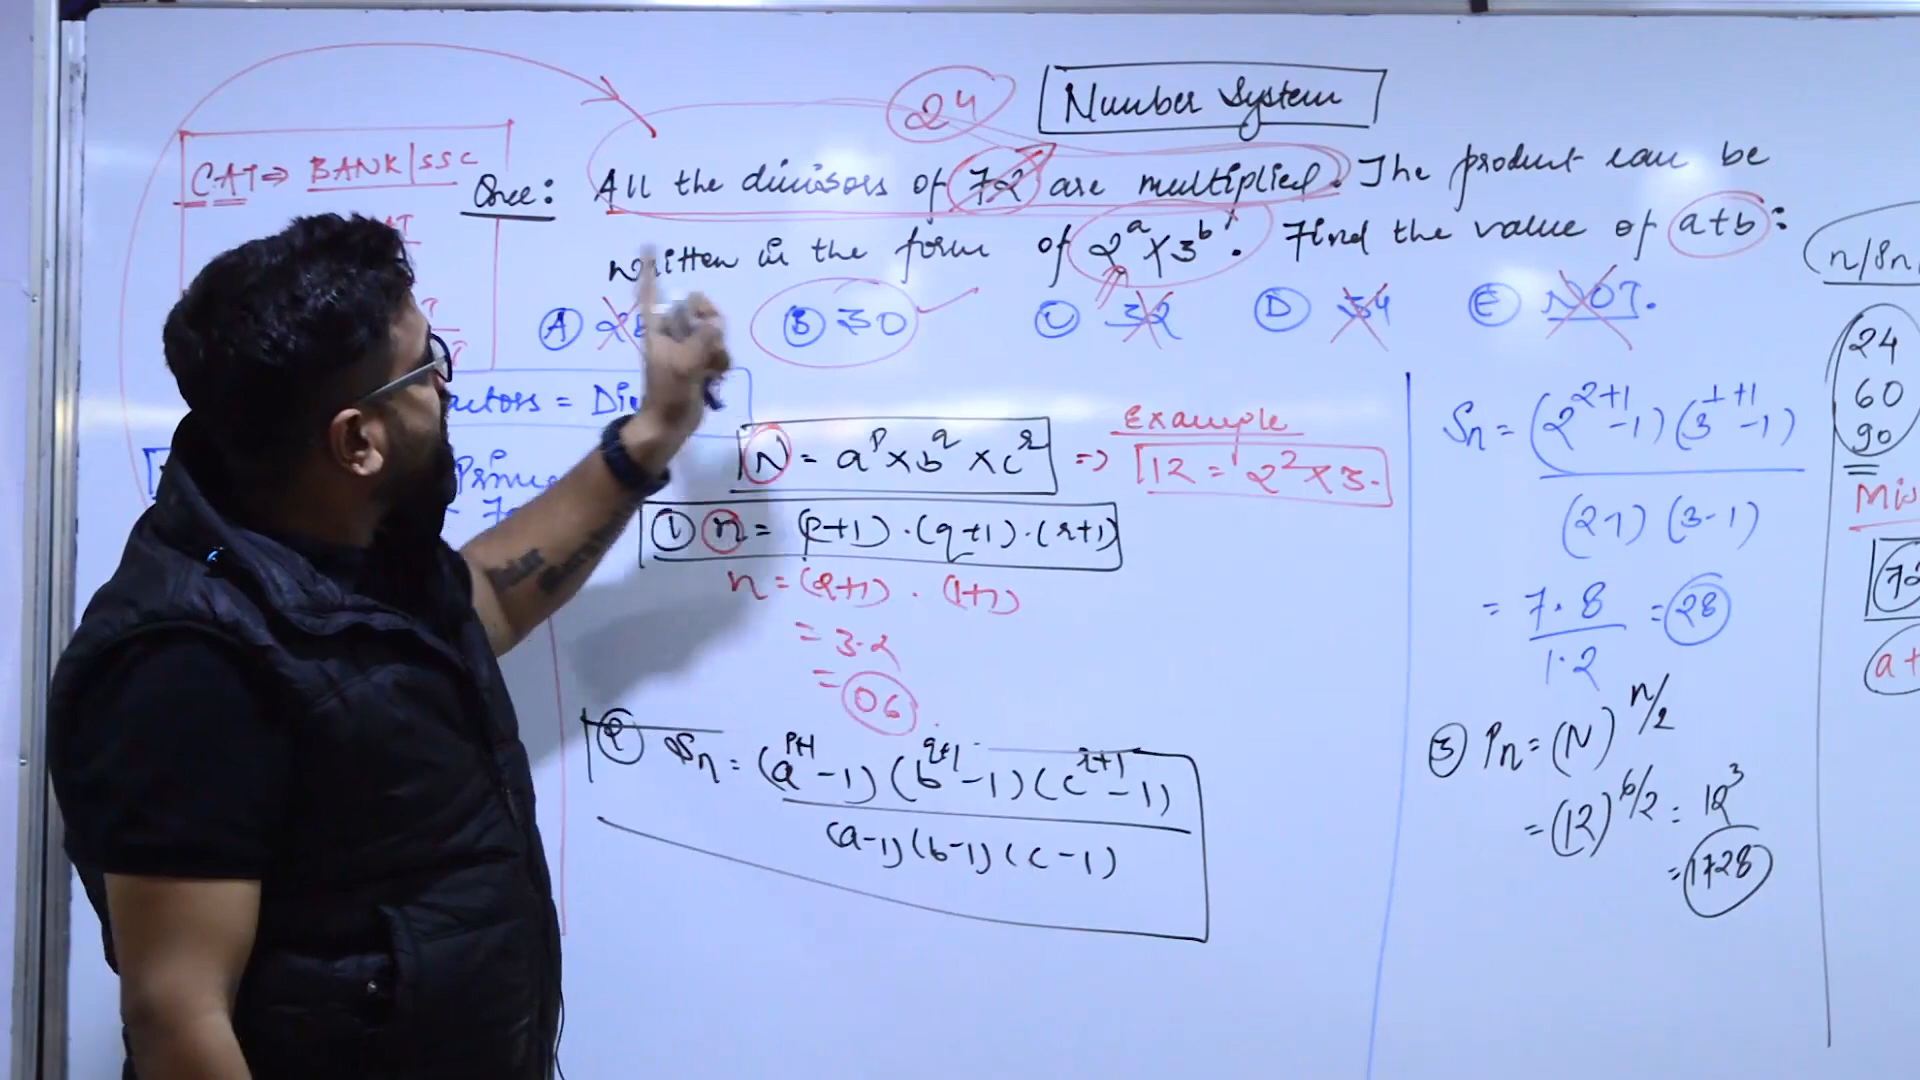 24
Number System
CAT ⇒ BANK|SSC
Que: All the divisors of 72 are multiplied. The product can be
written in the form of 2^a × 3^b. Find the value of a+b:
(A) (B) 30 (C) 32 (D) 34 (E) NOT.
n/Sn
24
60
90
ctors =
N = a^p × b^q × c^r ⇒
Example
12 = 2^2 × 3.
(1) n = (p+1) . (q+1) . (r+1)
n = (2+1) . (1+1)
= 3.2
= 06
Sn = (a^p+1 - 1) (b^q+1 - 1) (c^r+1 - 1)
(a-1) (b-1) (c-1)
Sn = (2^2+1 - 1) (3^1+1 - 1)
(2-1) (3-1)
= 7.8 = 28
1.2
(3) Pn = (N)^n/2
= (12)^6/2 = 12^3
= 1728
72
a+